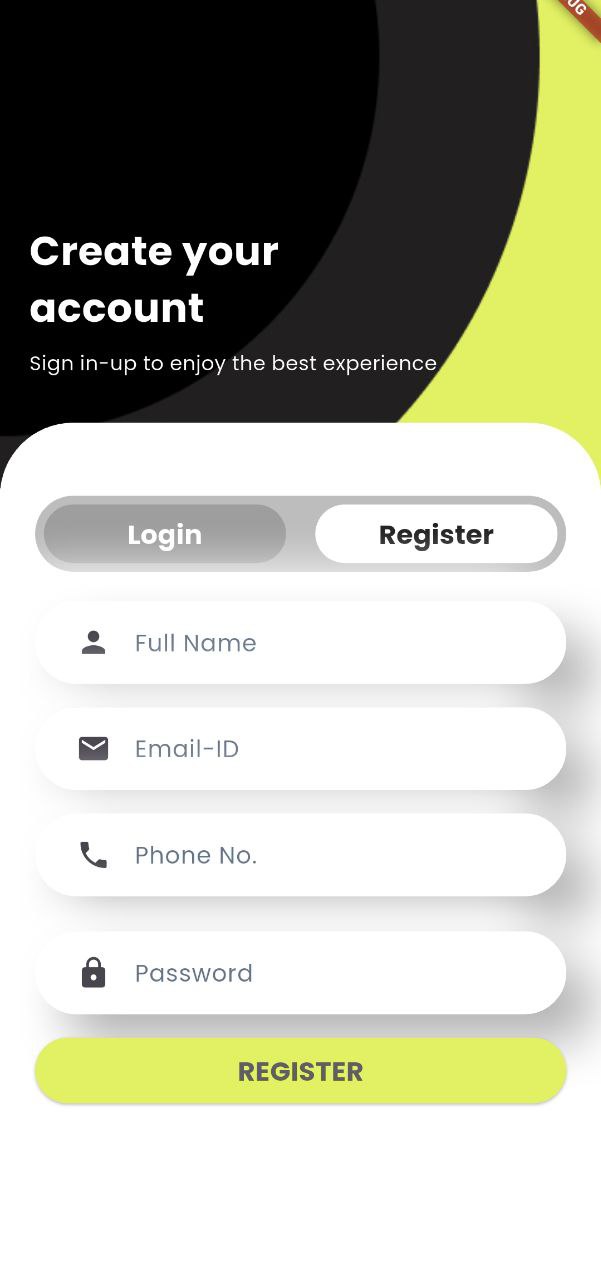 Create your
account
Sign in-up to enjoy the best experience
Login
Register
Full Name
Email-ID
Phone No.
Password
REGISTER